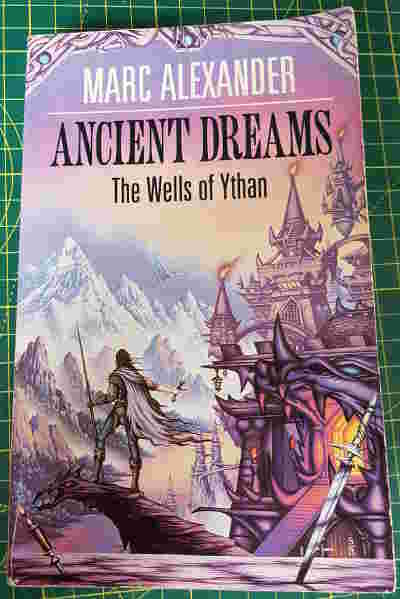 MARC ALEXANDER
ANCIENT DREAMS
The Wells of Ythan